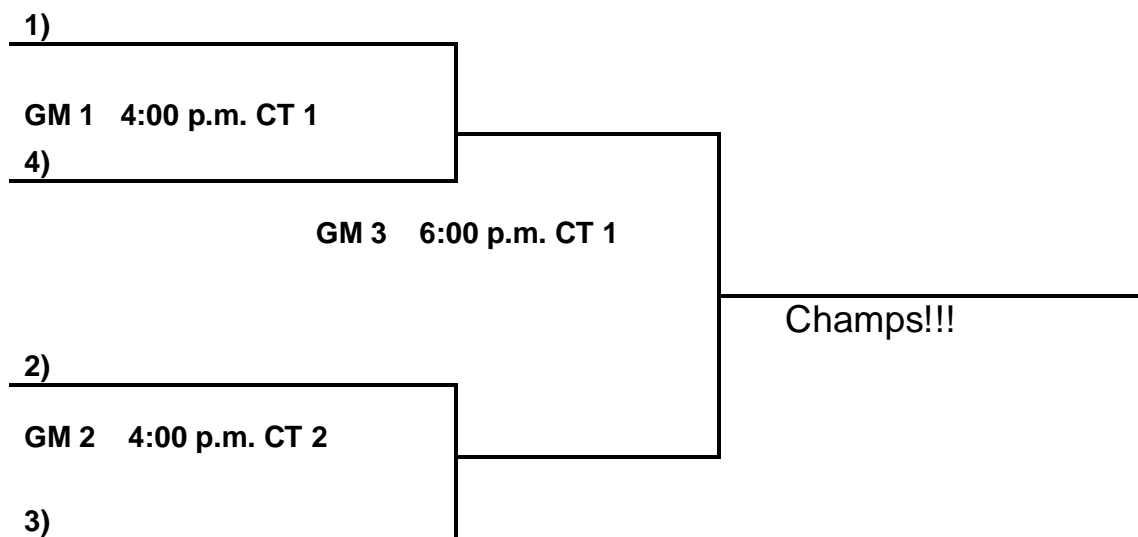 1)
GM 1 4:00 p.m. CT 1
4)
GM 3 6:00 p.m. CT 1
Champs!!!
2)
GM 2 4:00 p.m. CT 2
3)